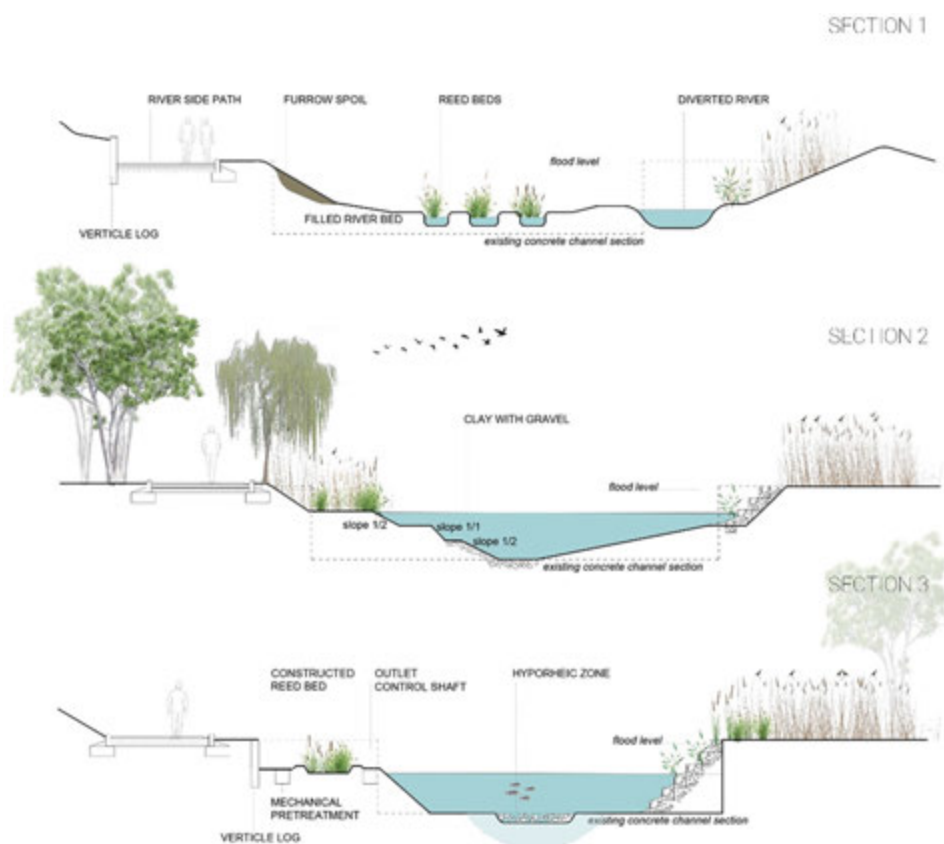 SECTION 1
RIVER SIDE PATH
FURROW SPOIL
REED BEDS
DIVERTED RIVER
flood level
FILLED RIVER BED
VERTICLE LOG
existing concrete channel section
SECTION 2
CLAY WITH GRAVEL
flood level
slope 1/2
slope 1/1
slope 1/2
existing concrete channel section
SECTION 3
CONSTRUCTED
REED BED
OUTLET
CONTROL SHAFT
HYPORHEIC ZONE
flood level
MECHANICAL
PRETREATMENT
existing concrete channel section
VERTICLE LOG